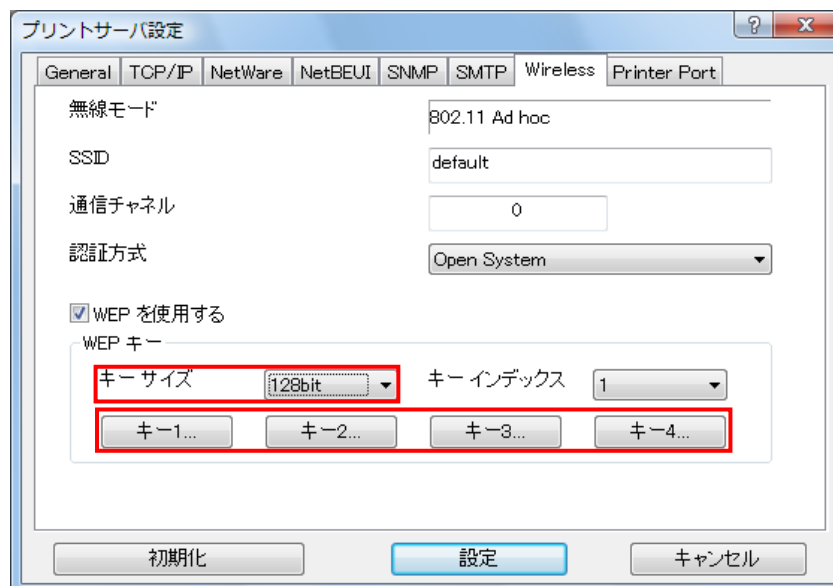 プリントサーバ設定
General TCP/IP NetWare NetBEUI SNMP SMTP Wireless Printer Port
無線モード 802.11 Ad hoc
SSID default
通信チャネル 0
認証方式 Open System
WEP を使用する
WEP キー
キー サイズ 128bit キー インデックス 1
キー1... キー2... キー3... キー4...
初期化 設定 キャンセル